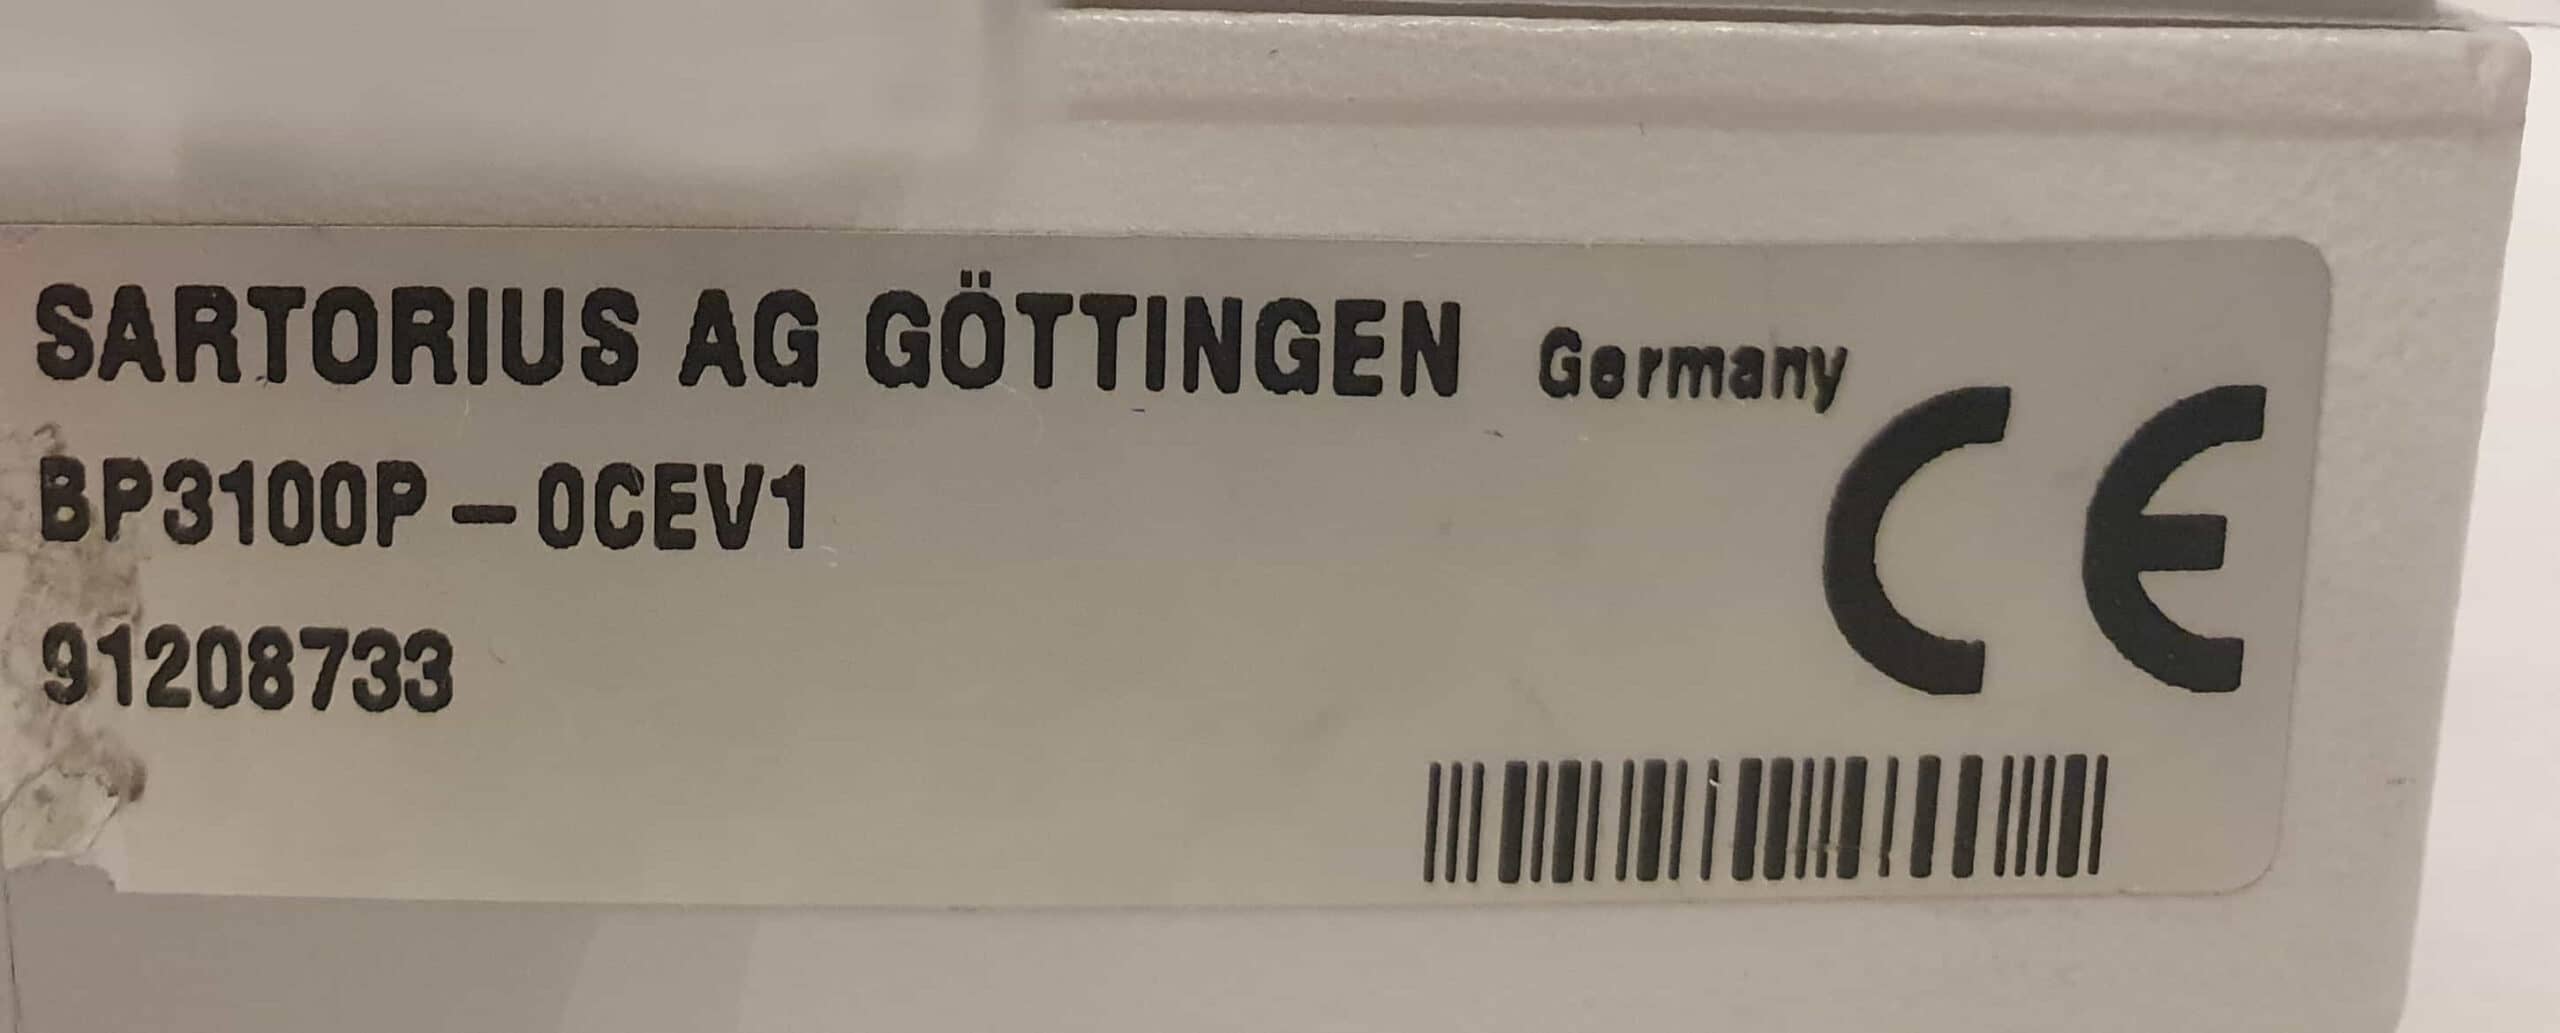 SARTORIUS AG GÖTTINGEN Germany
BP3100P-0CEV1
CE
91208733